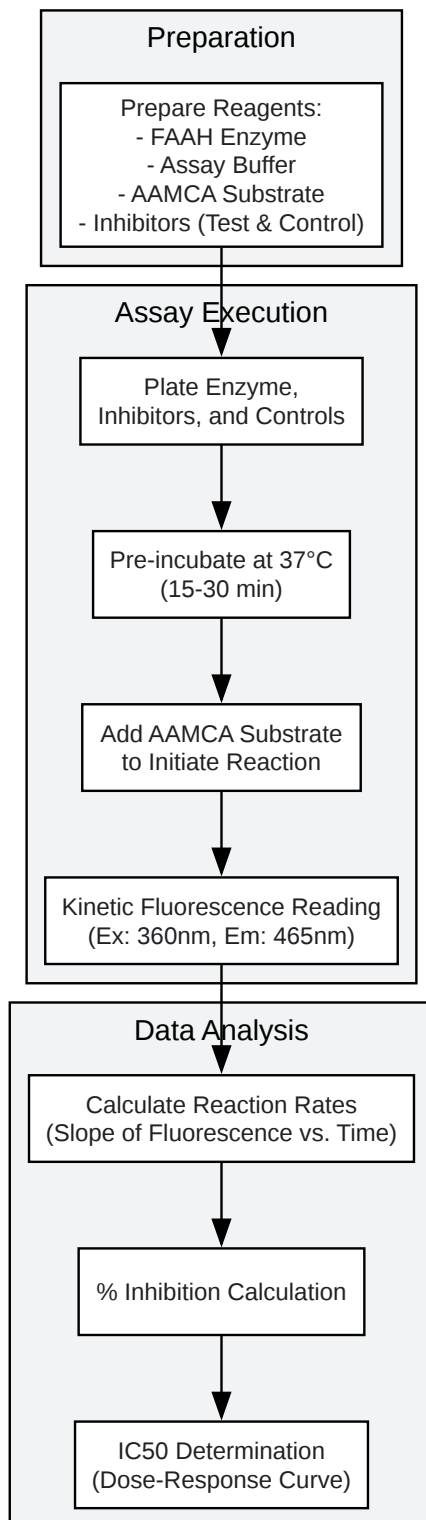 Preparation
Prepare Reagents:
- FAAH Enzyme
- Assay Buffer
- AAMCA Substrate
- Inhibitors (Test & Control)
Assay Execution
Plate Enzyme,
Inhibitors, and Controls
Pre-incubate at 37°C
(15-30 min)
Add AAMCA Substrate
to Initiate Reaction
Kinetic Fluorescence Reading
(Ex: 360nm, Em: 465nm)
Data Analysis
Calculate Reaction Rates
(Slope of Fluorescence vs. Time)
% Inhibition Calculation
IC50 Determination
(Dose-Response Curve)